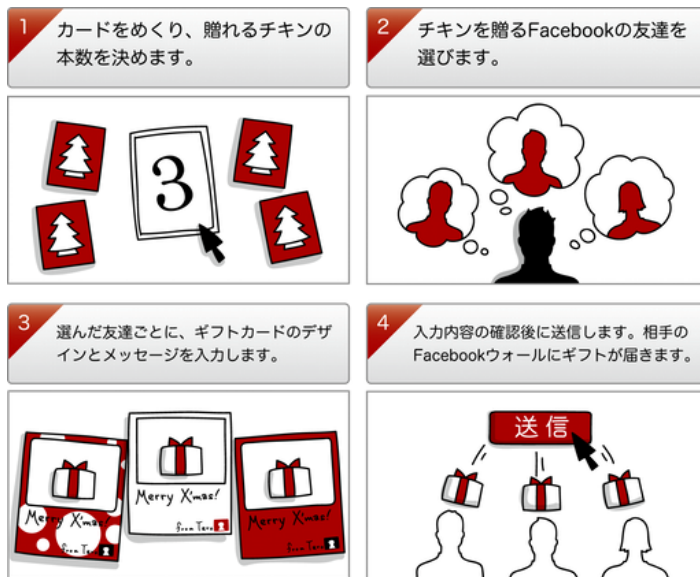 1
カードをめくり、贈れるチキンの
本数を決めます。
3
2
チキンを贈るFacebookの友達を
選びます。
3
選んだ友達ごとに、ギフトカードのデザ
インとメッセージを入力します。
Merry X'mas!
from Taro
Merry X'mas!
from Taro
Merry X'mas!
from Taro
4
入力内容の確認後に送信します。相手の
Facebookウォールにギフトが届きます。
送信